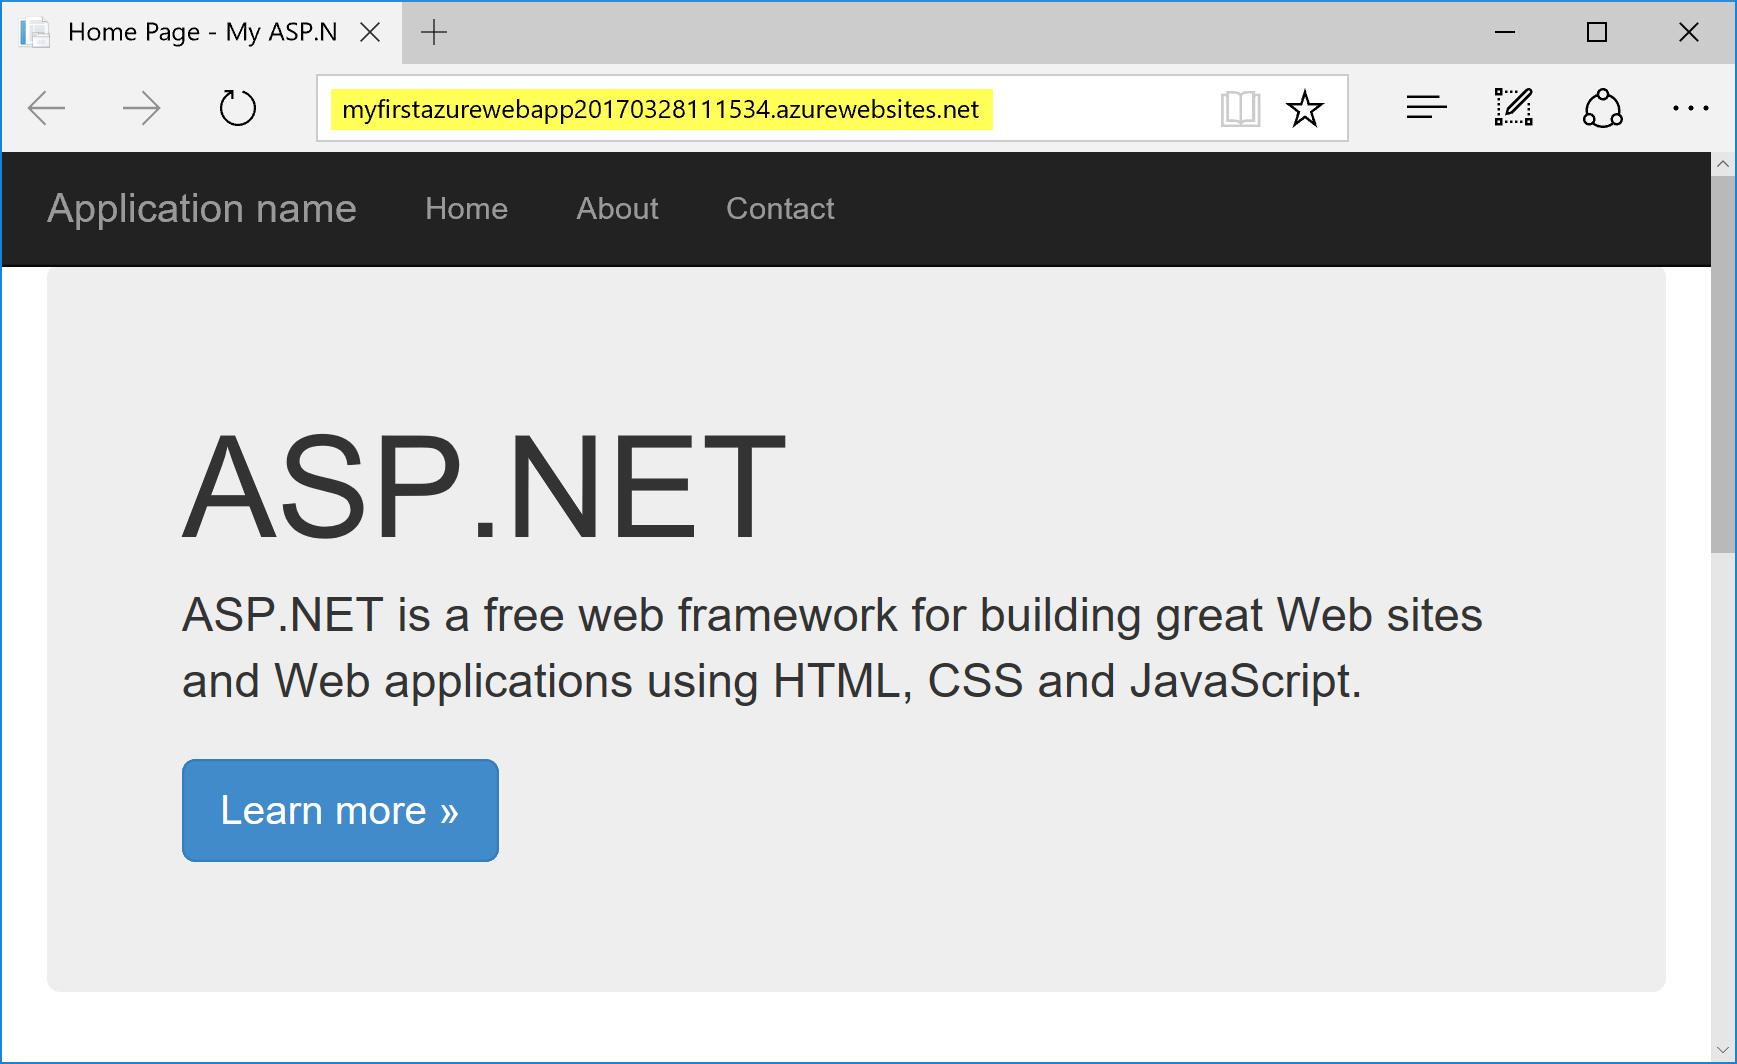 Home Page - My ASP.N
myfirstazurewebapp20170328111534.azurewebsites.net
Application name Home About Contact
ASP.NET
ASP.NET is a free web framework for building great Web sites
and Web applications using HTML, CSS and JavaScript.
Learn more »